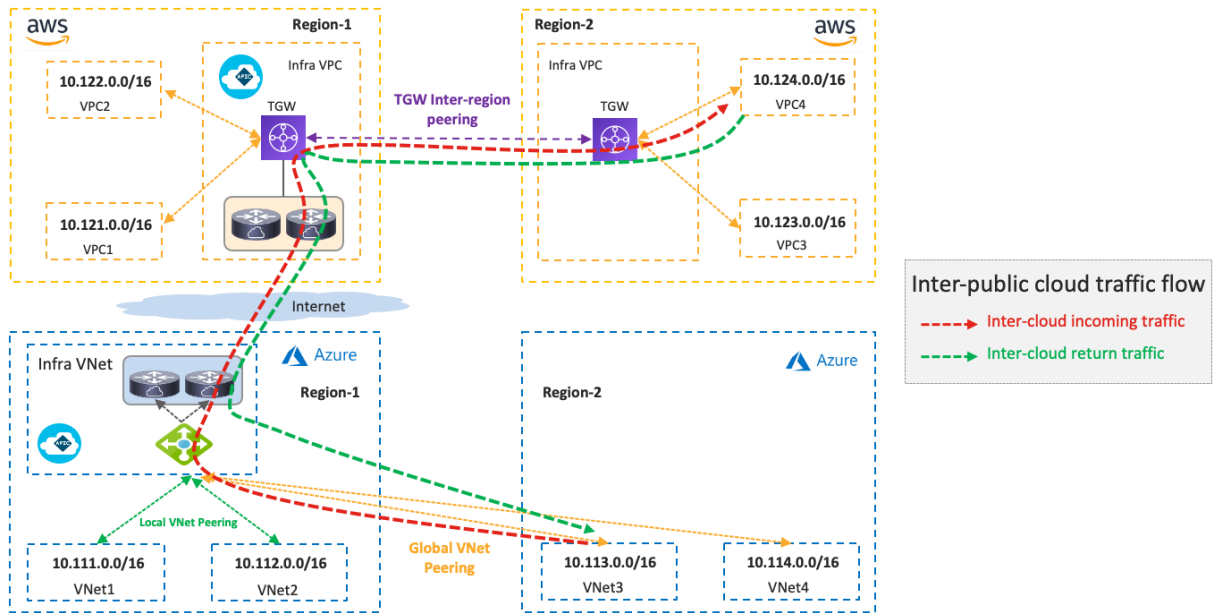 aws
Region-1
Infra VPC
APIC
10.122.0.0/16
VPC2
TGW
10.121.0.0/16
VPC1
TGW Inter-region
peering
Region-2
aws
Infra VPC
TGW
10.124.0.0/16
VPC4
10.123.0.0/16
VPC3
Internet
Inter-public cloud traffic flow
Inter-cloud incoming traffic
Inter-cloud return traffic
Infra VNet
Azure
Region-1
APIC
Local VNet Peering
10.111.0.0/16
VNet1
10.112.0.0/16
VNet2
Global VNet
Peering
Azure
Region-2
10.113.0.0/16
VNet3
10.114.0.0/16
VNet4